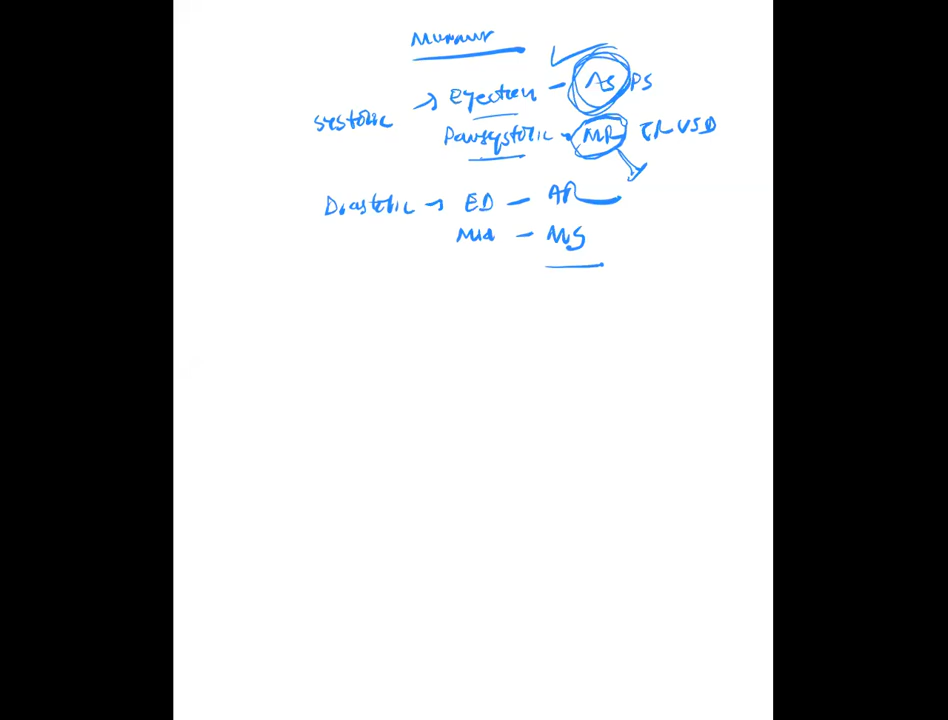 Murmur
Systolic → Ejection - AS PS
Pansystolic - MR TR VSD
Diastolic → ED - AR
Mid - MS